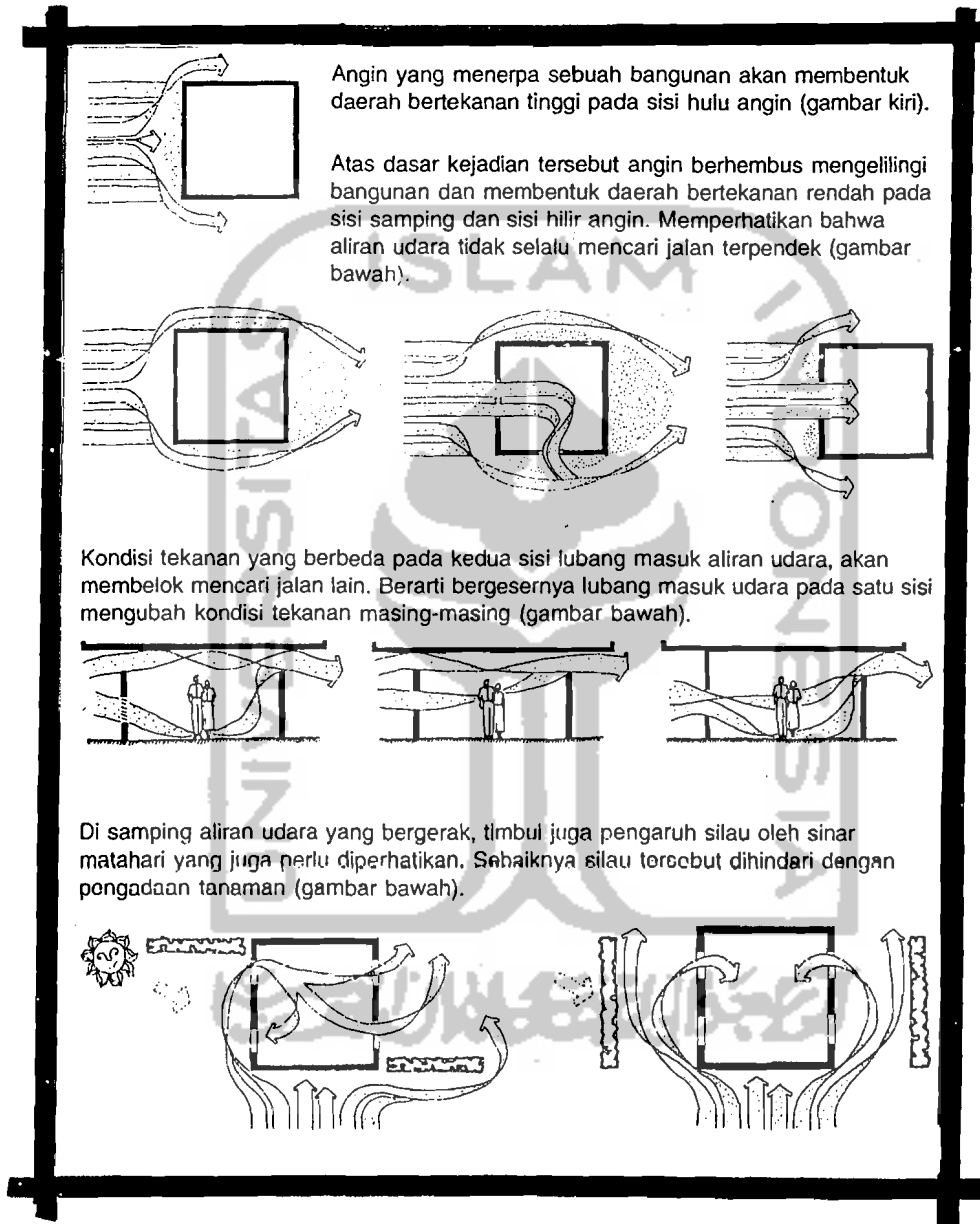 Angin yang menerpa sebuah bangunan akan membentuk
daerah bertekanan tinggi pada sisi hulu angin (gambar kiri).
Atas dasar kejadian tersebut angin berhembus mengelilingi
bangunan dan membentuk daerah bertekanan rendah pada
sisi samping dan sisi hilir angin. Memperhatikan bahwa
aliran udara tidak selalu mencari jalan terpendek (gambar
bawah).
Kondisi tekanan yang berbeda pada kedua sisi lubang masuk aliran udara, akan
membelok mencari jalan lain. Berarti bergesernya lubang masuk udara pada satu sisi
mengubah kondisi tekanan masing-masing (gambar bawah).
Di samping aliran udara yang bergerak, timbul juga pengaruh silau oleh sinar
matahari yang juga perlu diperhatikan. Sebaiknya silau tersebut dihindari dengan
pengadaan tanaman (gambar bawah).
UNIVERSITAS
ISLAM
INDONESIA